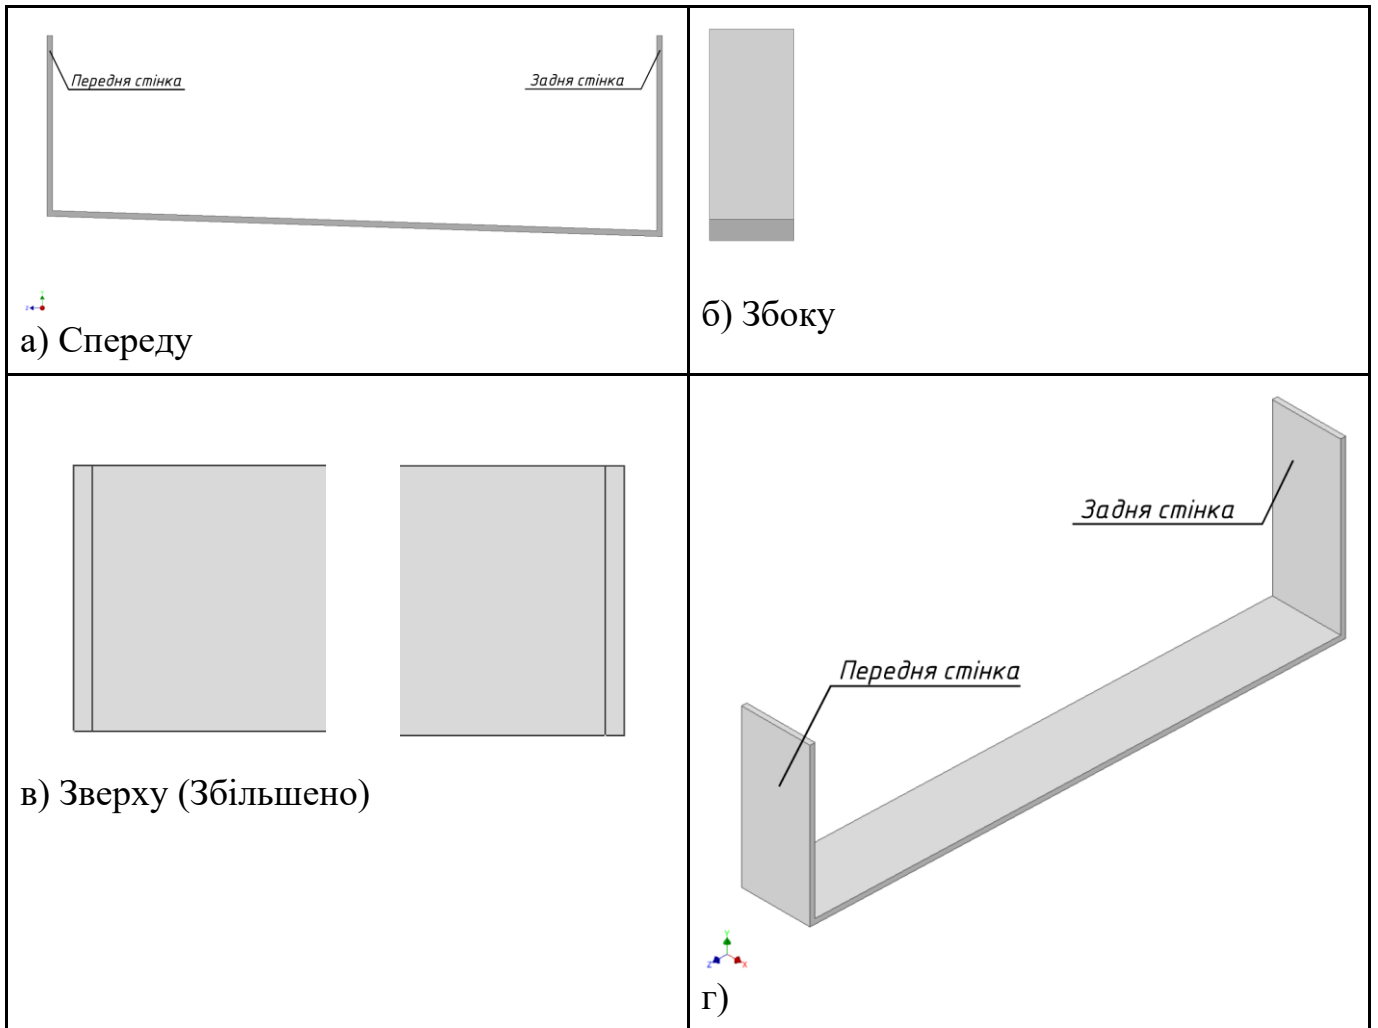 Передня стінка
Задня стінка
а) Спереду
б) Збоку
в) Зверху (Збільшено)
Задня стінка
Передня стінка
Y
Z
X
г)